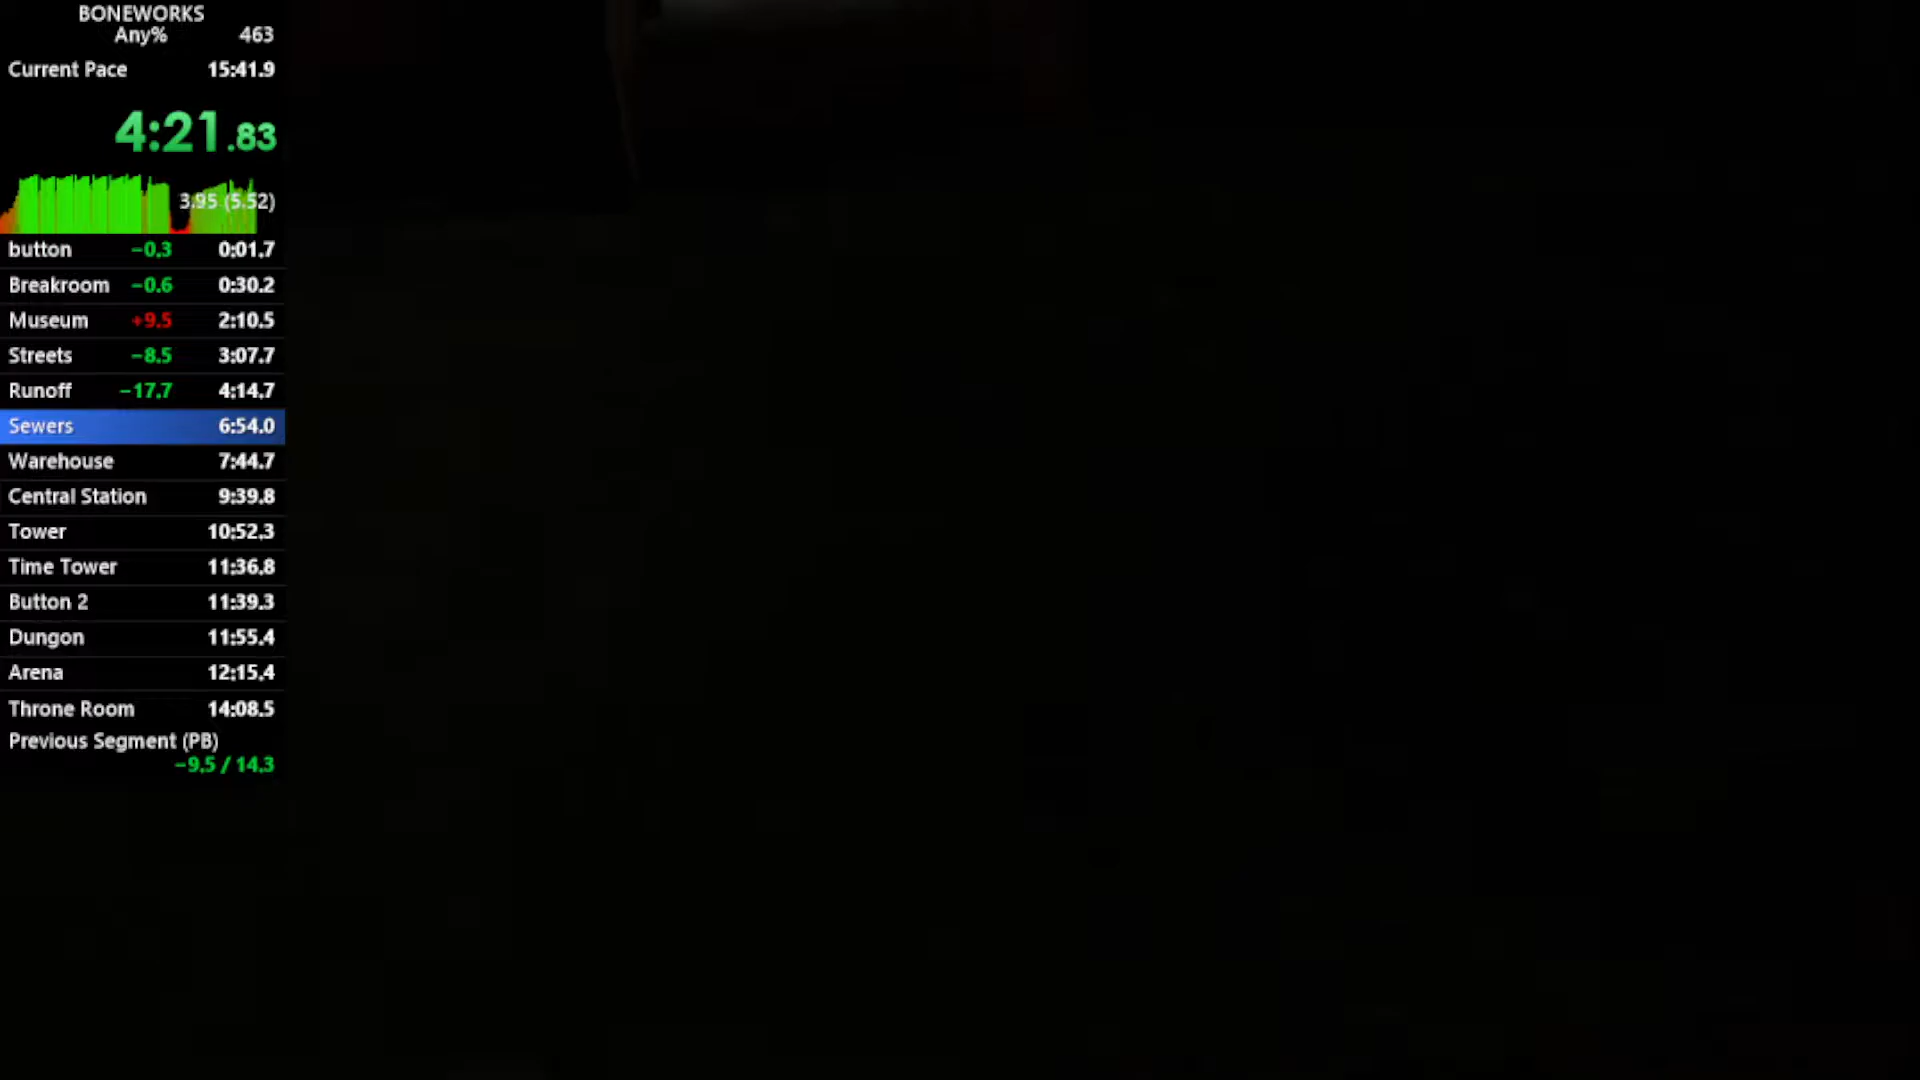 BONEWORKS
Any% 463
Current Pace 15:41.9
4:21.83
3.95 (5.52)
button −0.3 0:01.7
Breakroom −0.6 0:30.2
Museum +9.5 2:10.5
Streets −8.5 3:07.7
Runoff −17.7 4:14.7
Sewers 6:54.0
Warehouse 7:44.7
Central Station 9:39.8
Tower 10:52.3
Time Tower 11:36.8
Button 2 11:39.3
Dungon 11:55.4
Arena 12:15.4
Throne Room 14:08.5
Previous Segment (PB)
−9.5 / 14.3